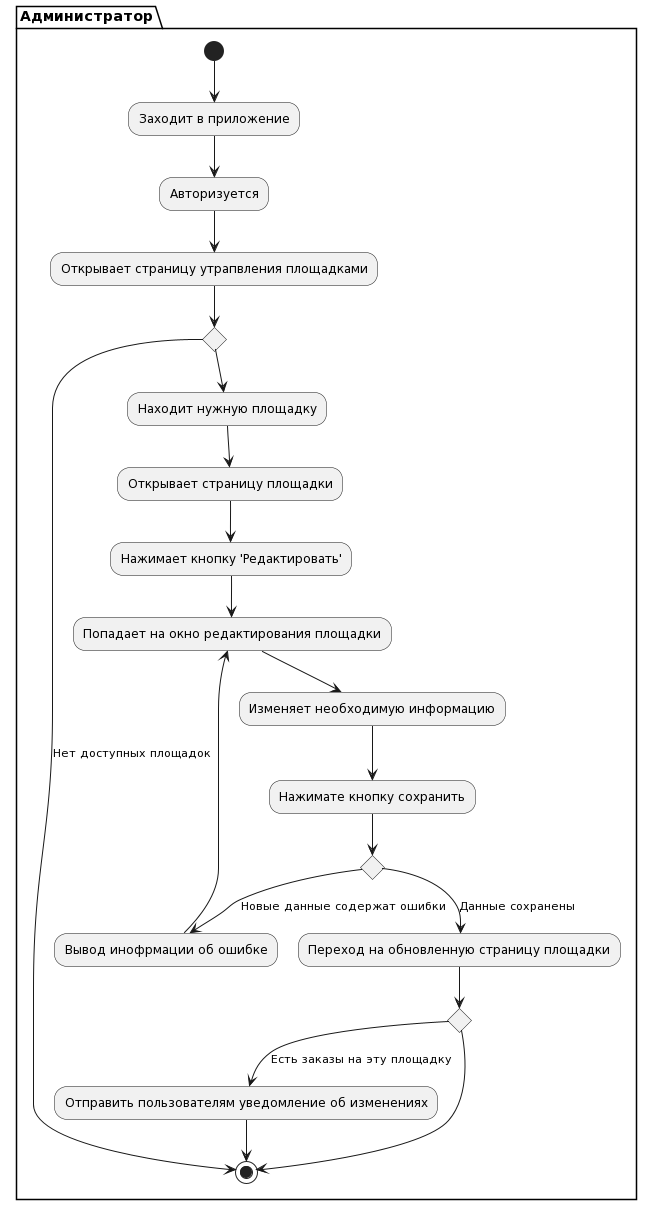 Администратор
Заходит в приложение
Авторизуется
Открывает страницу утрапвления площадками
Находит нужную площадку
Открывает страницу площадки
Нажимает кнопку 'Редактировать'
Попадает на окно редактирования площадки
Изменяет необходимую информацию
Нет доступных площадок
Нажимате кнопку сохранить
Новые данные содержат ошибки
Данные сохранены
Вывод инофрмации об ошибке
Переход на обновленную страницу площадки
Есть заказы на эту площадку
Отправить пользователям уведомление об изменениях